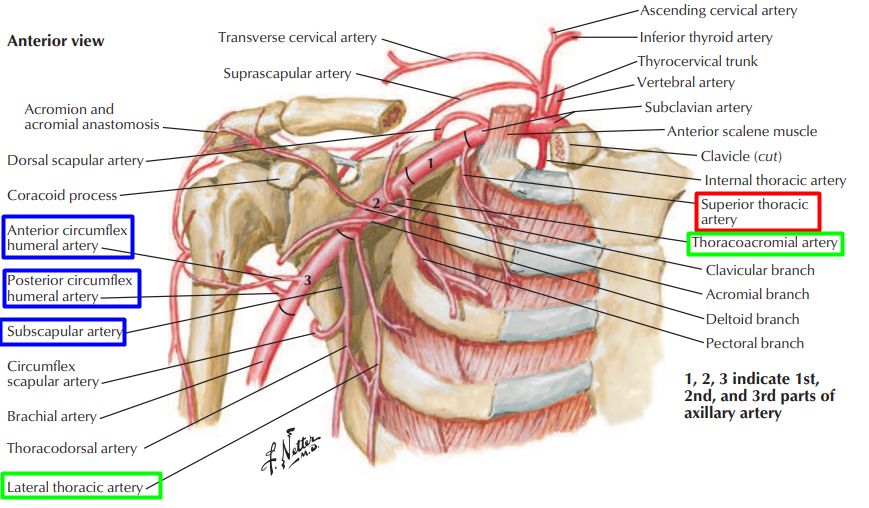 Anterior view
Transverse cervical artery
Suprascapular artery
Acromion and
acromial anastomosis
Dorsal scapular artery
Coracoid process
Anterior circumflex
humeral artery
Posterior circumflex
humeral artery
Subscapular artery
Circumflex
scapular artery
Brachial artery
Thoracodorsal artery
Lateral thoracic artery
1
2
3
Ascending cervical artery
Inferior thyroid artery
Thyrocervical trunk
Vertebral artery
Subclavian artery
Anterior scalene muscle
Clavicle (cut)
Internal thoracic artery
Superior thoracic
artery
Thoracoacromial artery
Clavicular branch
Acromial branch
Deltoid branch
Pectoral branch
1, 2, 3 indicate 1st,
2nd, and 3rd parts of
axillary artery
F. Netter
M.D.